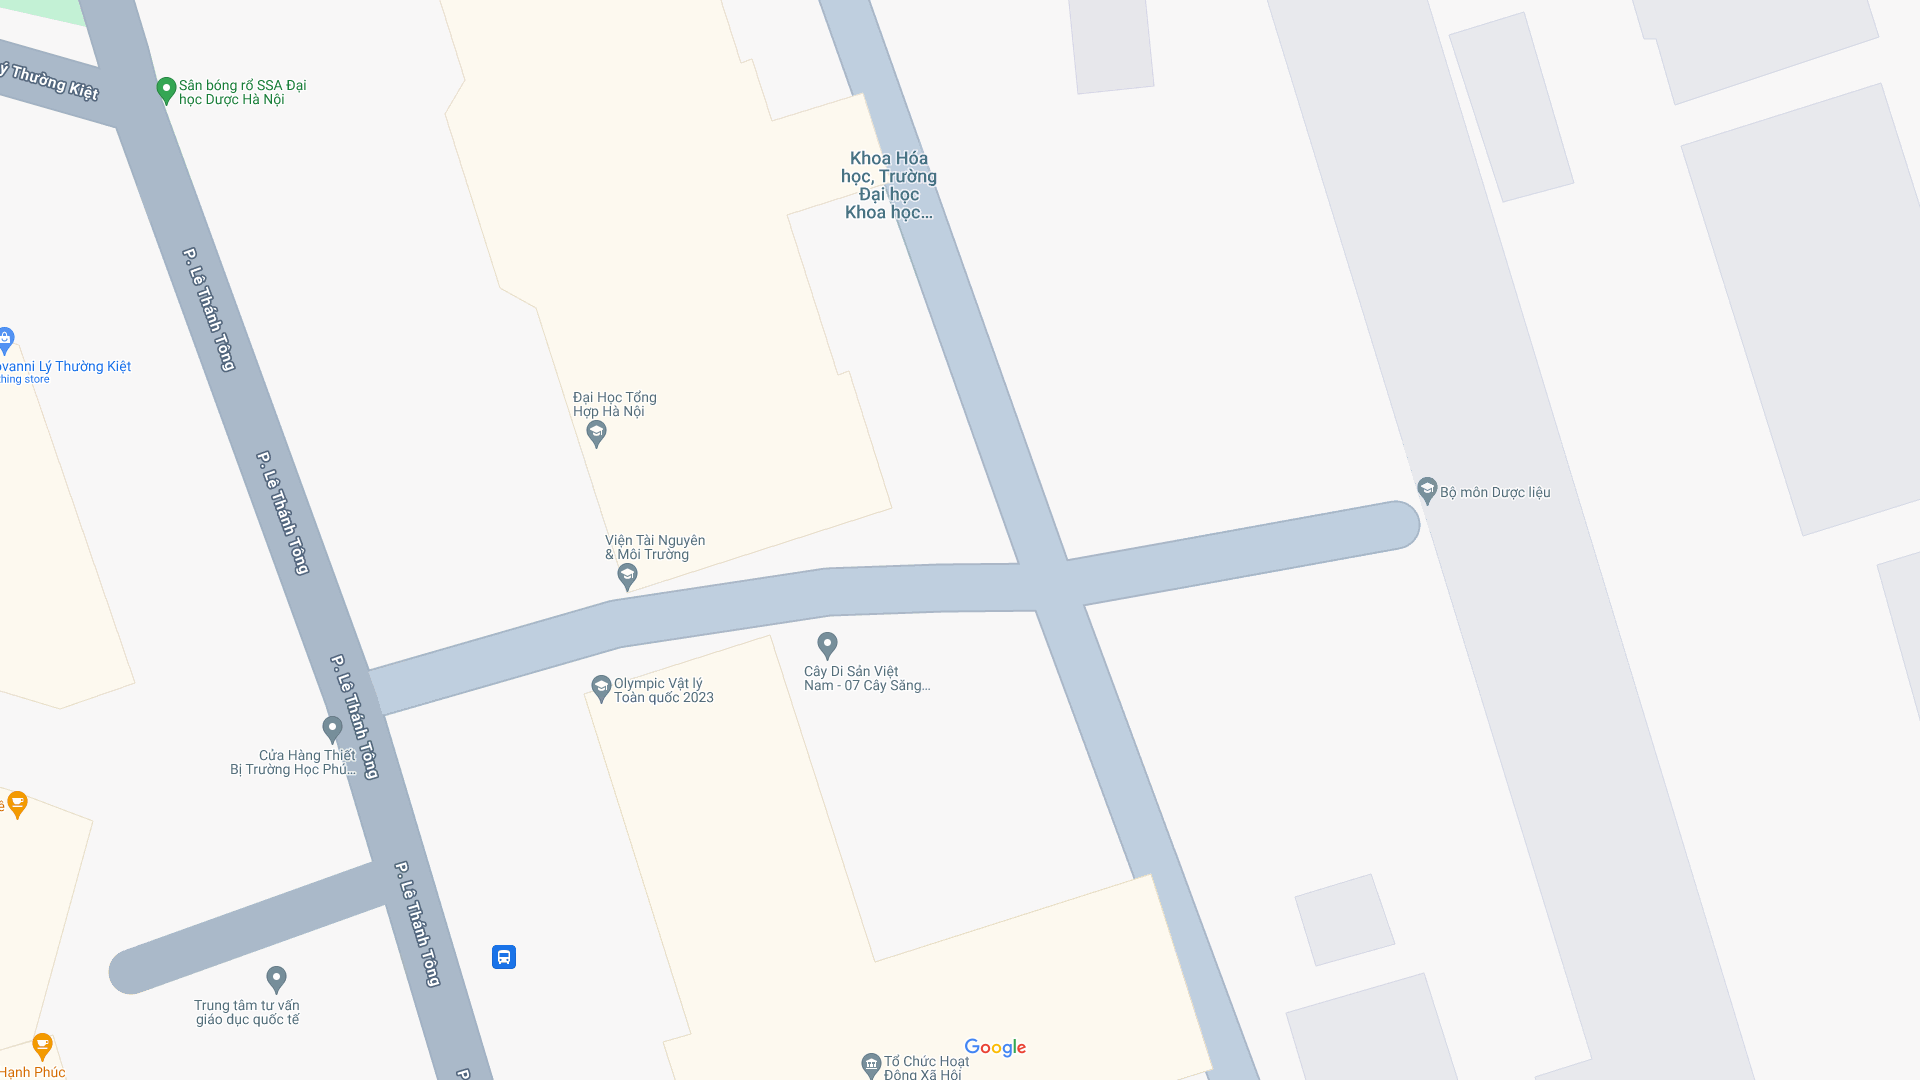 ý Thường Kiệt
Sân bóng rổ SSA Đại
học Dược Hà Nội
Khoa Hóa
học, Trường
Đại học
Khoa học...
P. Lê Thánh Tông
ovanni Lý Thường Kiệt
thing store
Đại Học Tổng
Hợp Hà Nội
P. Lê Thánh Tông
Bộ môn Dược liệu
Viện Tài Nguyên
& Môi Trường
Cây Di Sản Việt
Nam - 07 Cây Săng...
Olympic Vật lý
Toàn quốc 2023
P. Lê Thánh Tông
Cửa Hàng Thiết
Bị Trường Học Phú...
ê
P. Lê Thánh Tông
Trung tâm tư vấn
giáo dục quốc tế
Google
Tổ Chức Hoạt
Động Xã Hội
Hạnh Phúc
P